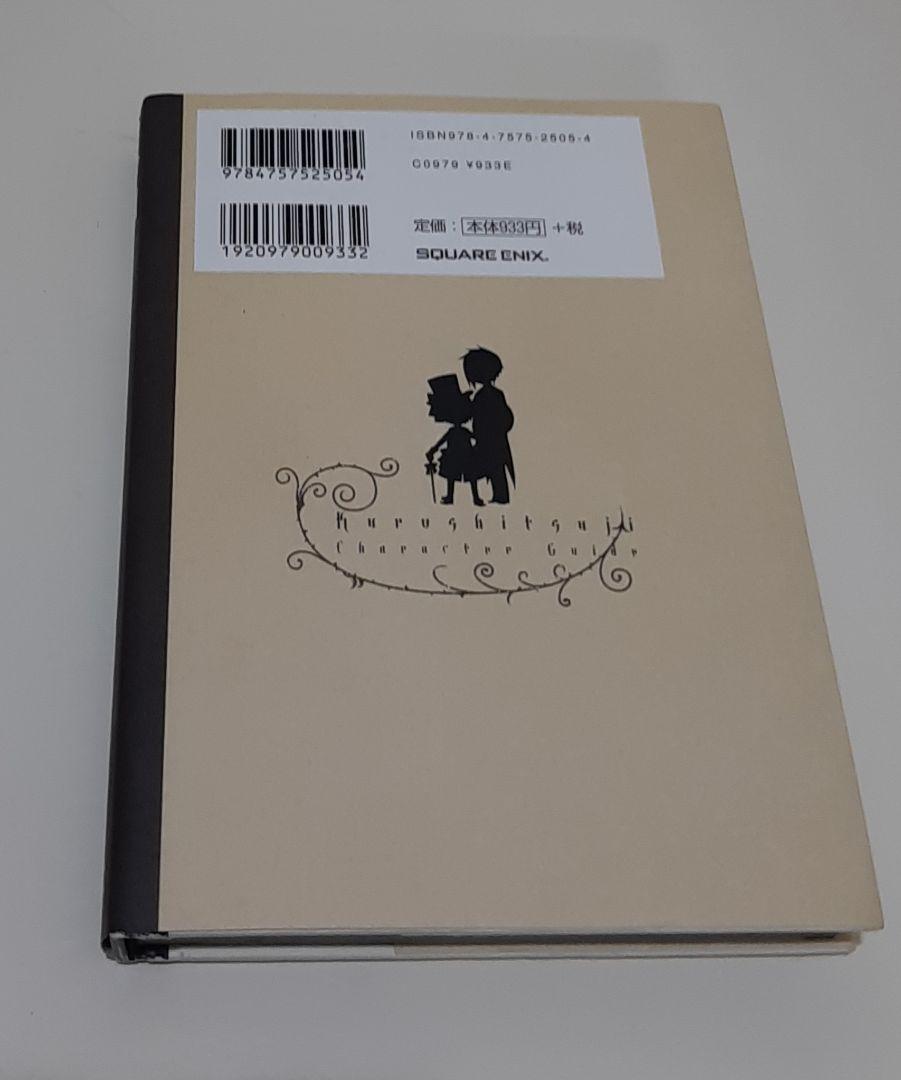 ISBN978-4-7575-2505-4
9784757525054
C0979 ¥933E
定価：本体933円 +税
1920979009332
SQUARE ENIX.
Kuroshitsuji
Character Guide